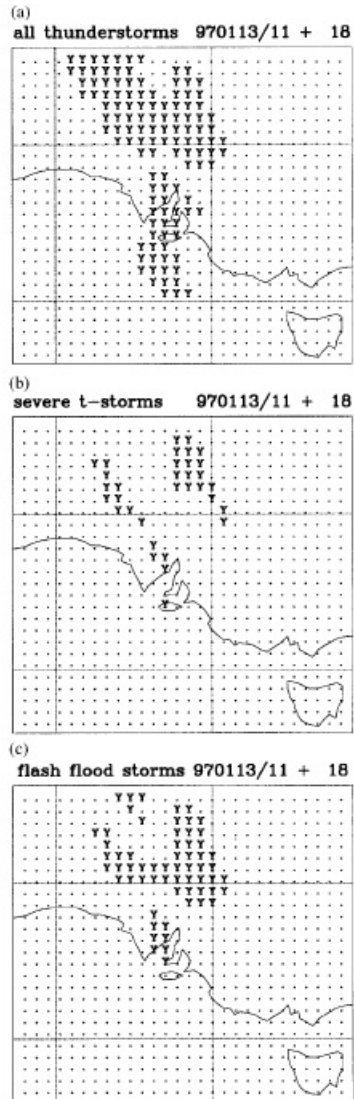 (a)
all thunderstorms 970113/11 + 18
(b)
severe t-storms 970113/11 + 18
(c)
flash flood storms 970113/11 + 18